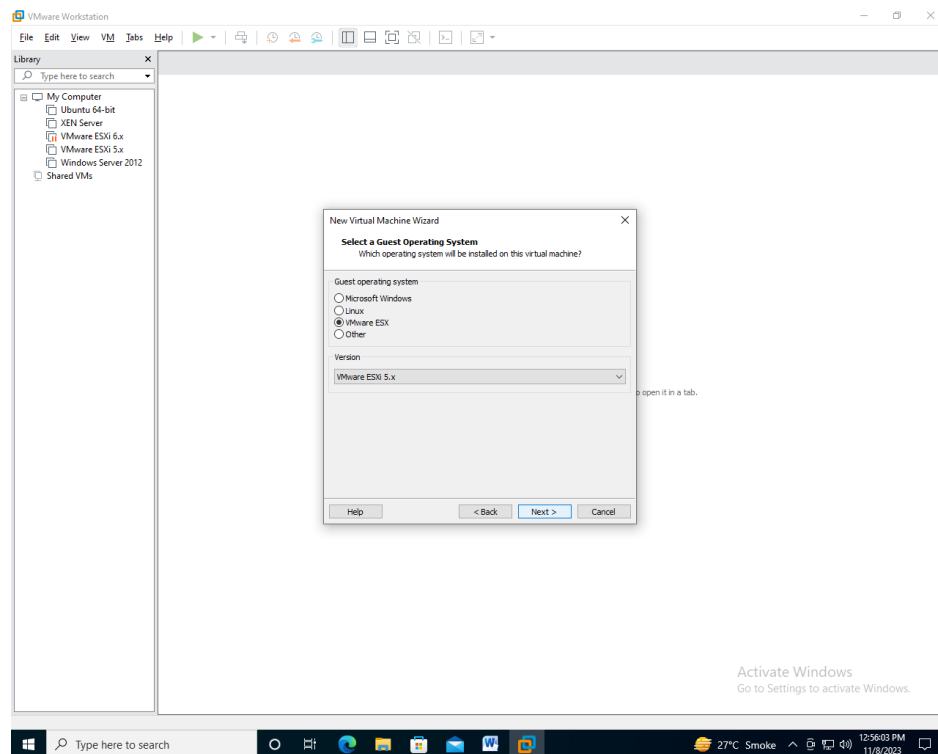 VMware Workstation
File Edit View VM Tabs Help
Library
Type here to search
My Computer
Ubuntu 64-bit
XEN Server
VMware ESXi 6.x
VMware ESXi 5.x
Windows Server 2012
Shared VMs
New Virtual Machine Wizard
Select a Guest Operating System
Which operating system will be installed on this virtual machine?
Guest operating system
Microsoft Windows
Linux
VMware ESX
Other
Version
VMware ESXi 5.x
o open it in a tab.
Help < Back Next > Cancel
Activate Windows
Go to Settings to activate Windows.
Type here to search
27°C Smoke
12:56:03 PM
11/8/2023